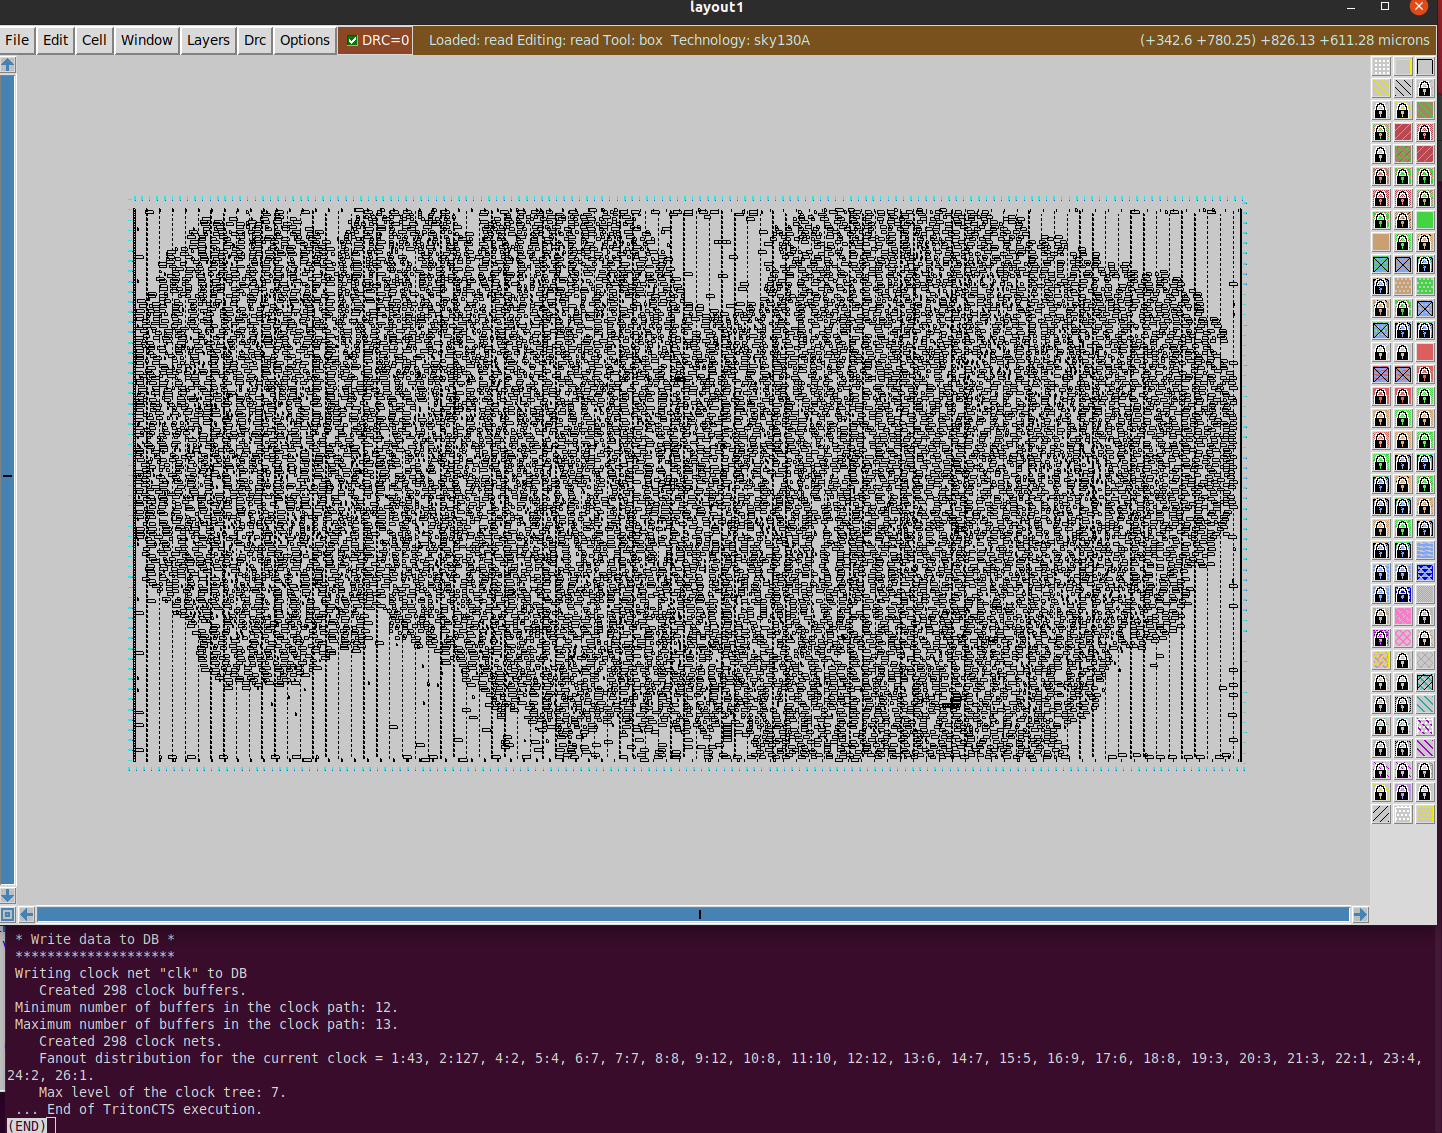 layout1
File Edit Cell Window Layers Drc Options DRC=0 Loaded: read Editing: read Tool: box Technology: sky130A (+342.6 +780.25) +826.13 +611.28 microns
* Write data to DB *
********************
Writing clock net "clk" to DB
Created 298 clock buffers.
Minimum number of buffers in the clock path: 12.
Maximum number of buffers in the clock path: 13.
Created 298 clock nets.
Fanout distribution for the current clock = 1:43, 2:127, 4:2, 5:4, 6:7, 7:7, 8:8, 9:12, 10:8, 11:10, 12:12, 13:6, 14:7, 15:5, 16:9, 17:6, 18:8, 19:3, 20:3, 21:3, 22:1, 23:4,
24:2, 26:1.
Max level of the clock tree: 7.
... End of TritonCTS execution.
(END)